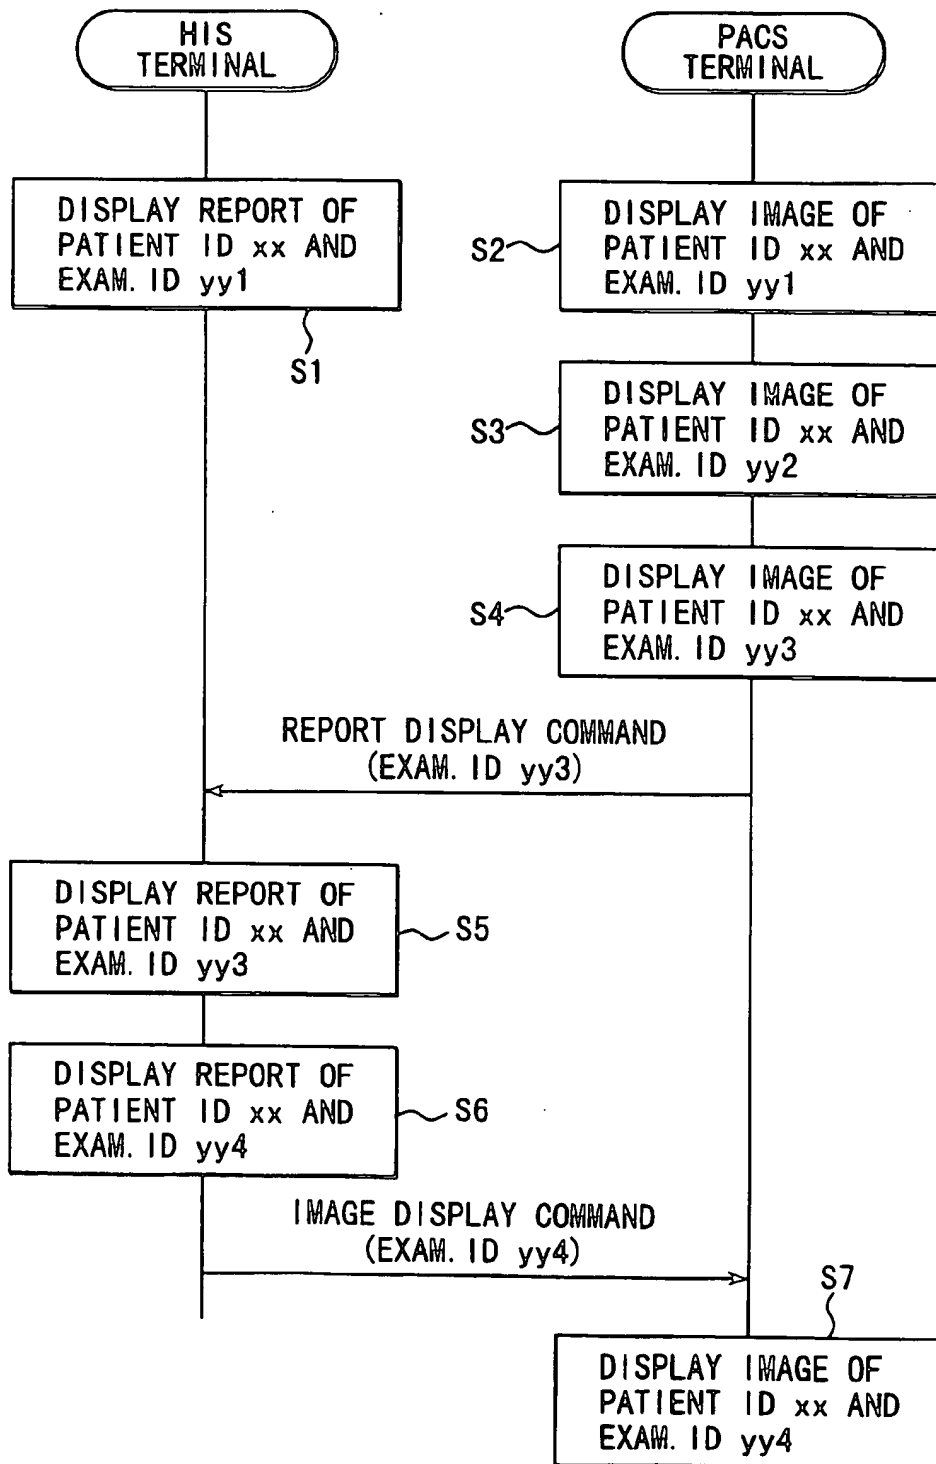 HIS
TERMINAL
PACS
TERMINAL
DISPLAY REPORT OF
PATIENT ID xx AND
EXAM. ID yy1
S1
S2
DISPLAY IMAGE OF
PATIENT ID xx AND
EXAM. ID yy1
S3
DISPLAY IMAGE OF
PATIENT ID xx AND
EXAM. ID yy2
S4
DISPLAY IMAGE OF
PATIENT ID xx AND
EXAM. ID yy3
REPORT DISPLAY COMMAND
(EXAM. ID yy3)
DISPLAY REPORT OF
PATIENT ID xx AND
EXAM. ID yy3
S5
DISPLAY REPORT OF
PATIENT ID xx AND
EXAM. ID yy4
S6
IMAGE DISPLAY COMMAND
(EXAM. ID yy4)
S7
DISPLAY IMAGE OF
PATIENT ID xx AND
EXAM. ID yy4